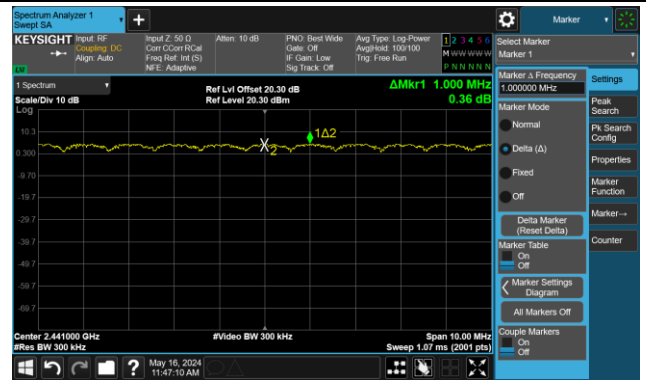 Spectrum Analyzer 1
Swept SA
Marker
KEYSIGHT
Input: RF
Coupling: DC
Align: Auto
Input Z: 50 Ω
Corr CCorr RCal
Freq Ref: Int (S)
NFE: Adaptive
Atten: 10 dB
PNO: Best Wide
Gate: Off
IF Gain: Low
Sig Track: Off
Avg Type: Log-Power
Avg|Hold: 100/100
Trig: Free Run
1 2 3 4 5 6
M W W W W W
P N N N N N
LXI
Select Marker
Marker 1
1 Spectrum
Scale/Div 10 dB
Log
Ref Lvl Offset 20.30 dB
Ref Level 20.30 dBm
ΔMkr1 1.000 MHz
0.36 dB
10.3
0.300
-9.70
-19.7
-29.7
-39.7
-49.7
-59.7
-69.7
1Δ2
X2
Center 2.441000 GHz
#Res BW 300 kHz
#Video BW 300 kHz
Span 10.00 MHz
Sweep 1.07 ms (2001 pts)
Marker Δ Frequency
1.000000 MHz
Marker Mode
Normal
Delta (Δ)
Fixed
Off
Delta Marker
(Reset Delta)
Marker Table
On
Off
Marker Settings
Diagram
All Markers Off
Couple Markers
On
Off
Settings
Peak
Search
Pk Search
Config
Properties
Marker
Function
Marker→
Counter
?
May 16, 2024
11:47:10 AM